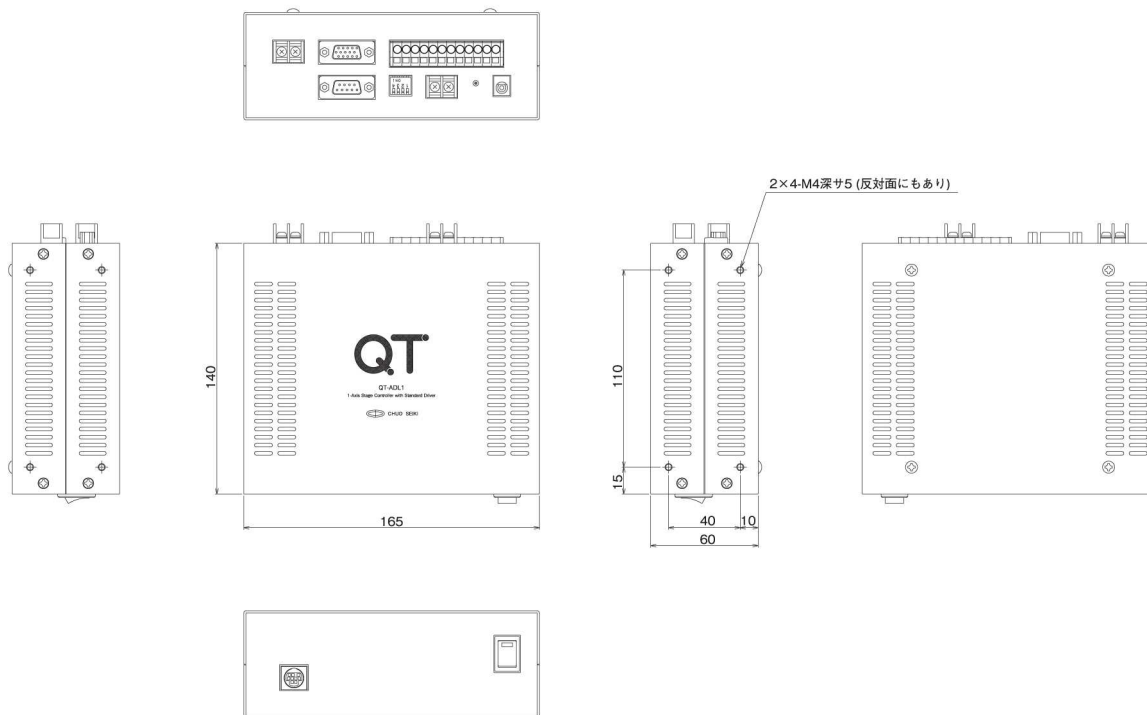 2×4-M4深サ5 (反対面にもあり)
140
QT
QT-ADL1
1-Axis Stage Controller with Standard Driver
CHUO SEIKI
165
110
15
40
10
60